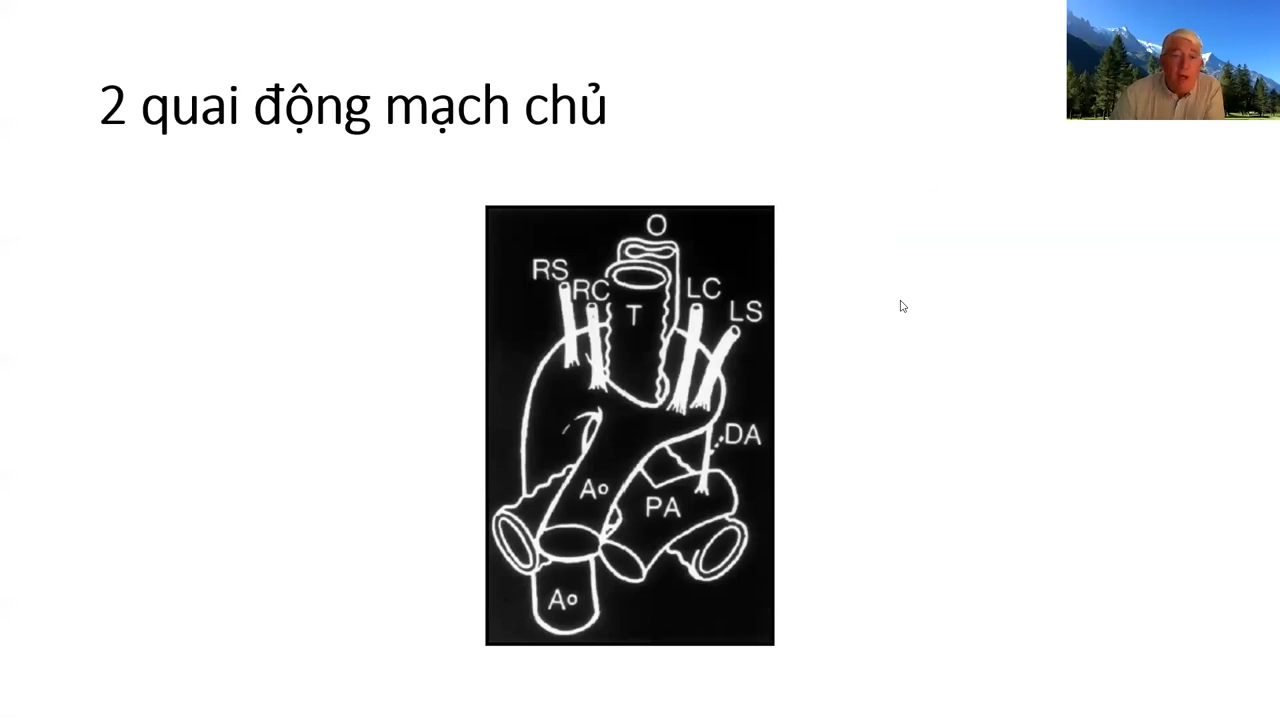 2 quai động mạch chủ
O
RS
RC
T
LC
LS
DA
Ao
PA
Ao